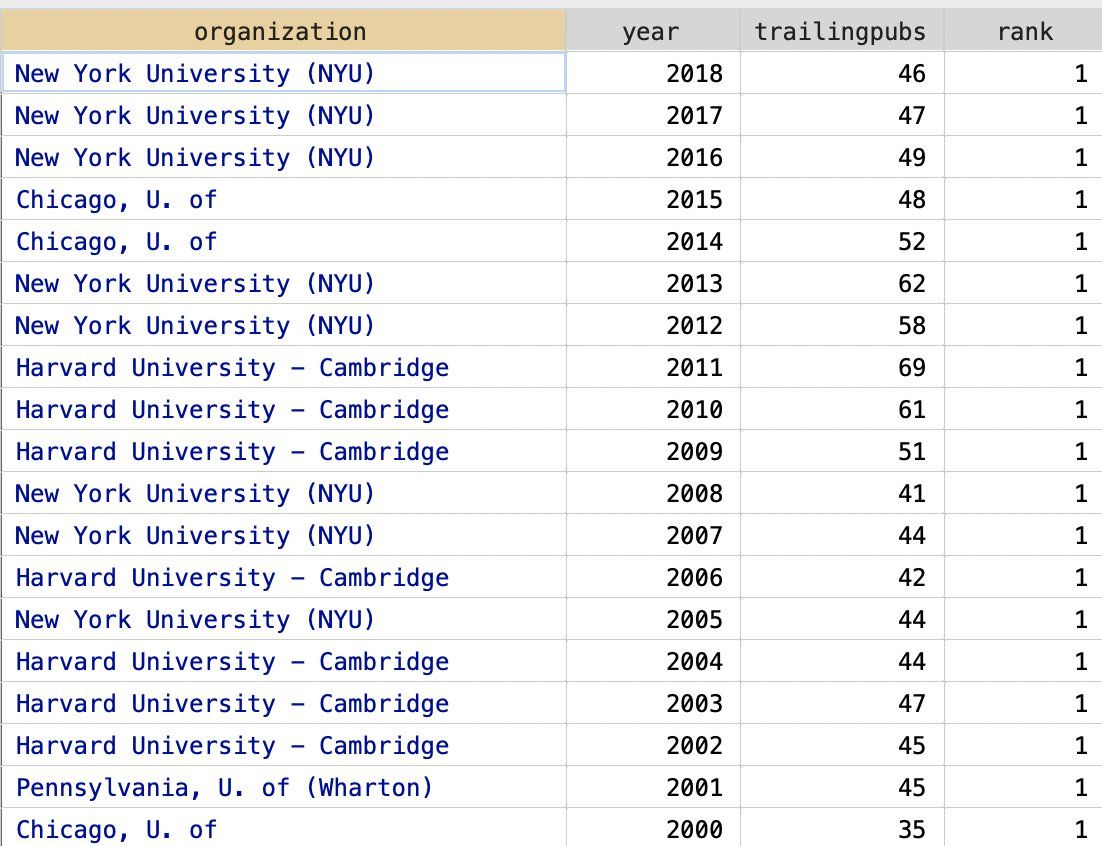 organization year trailingpubs rank
New York University (NYU) 2018 46 1
New York University (NYU) 2017 47 1
New York University (NYU) 2016 49 1
Chicago, U. of 2015 48 1
Chicago, U. of 2014 52 1
New York University (NYU) 2013 62 1
New York University (NYU) 2012 58 1
Harvard University – Cambridge 2011 69 1
Harvard University – Cambridge 2010 61 1
Harvard University – Cambridge 2009 51 1
New York University (NYU) 2008 41 1
New York University (NYU) 2007 44 1
Harvard University – Cambridge 2006 42 1
New York University (NYU) 2005 44 1
Harvard University – Cambridge 2004 44 1
Harvard University – Cambridge 2003 47 1
Harvard University – Cambridge 2002 45 1
Pennsylvania, U. of (Wharton) 2001 45 1
Chicago, U. of 2000 35 1